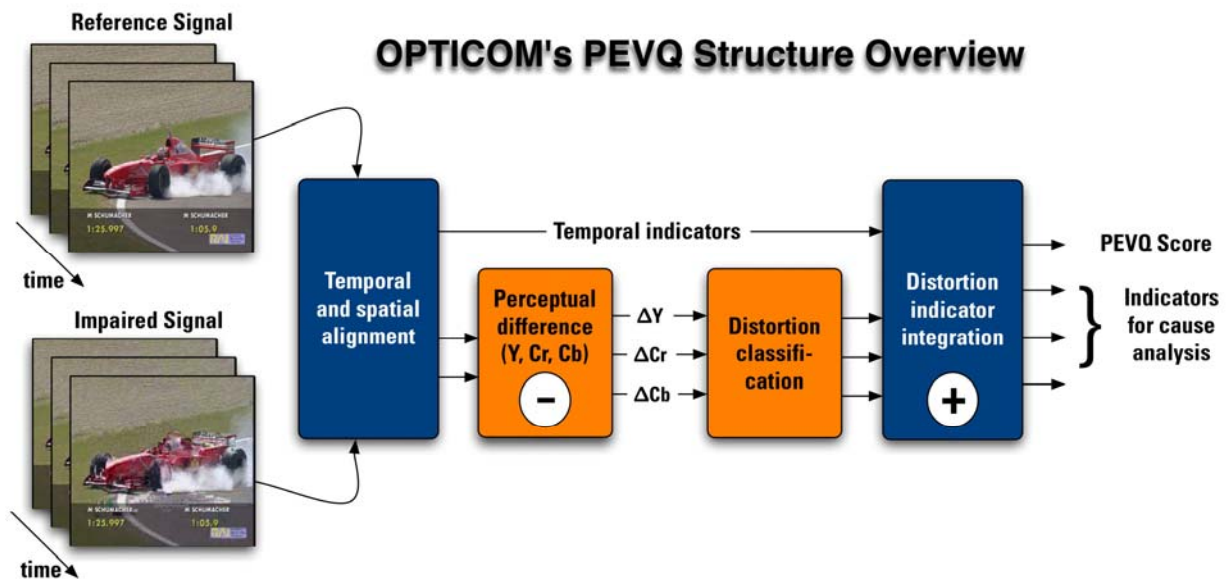 Reference Signal
OPTICOM's PEVQ Structure Overview
M SCHUMACHER M SCHUMACHER
1:25.997 1:05.9
time
Impaired Signal
M SCHUMACHER M SCHUMACHER
1:25.997 1:05.9
time
Temporal
and spatial
alignment
Temporal indicators
Perceptual
difference
(Y, Cr, Cb)
-
ΔY
ΔCr
ΔCb
Distortion
classifi-
cation
Distortion
indicator
integration
+
PEVQ Score
}
Indicators
for cause
analysis